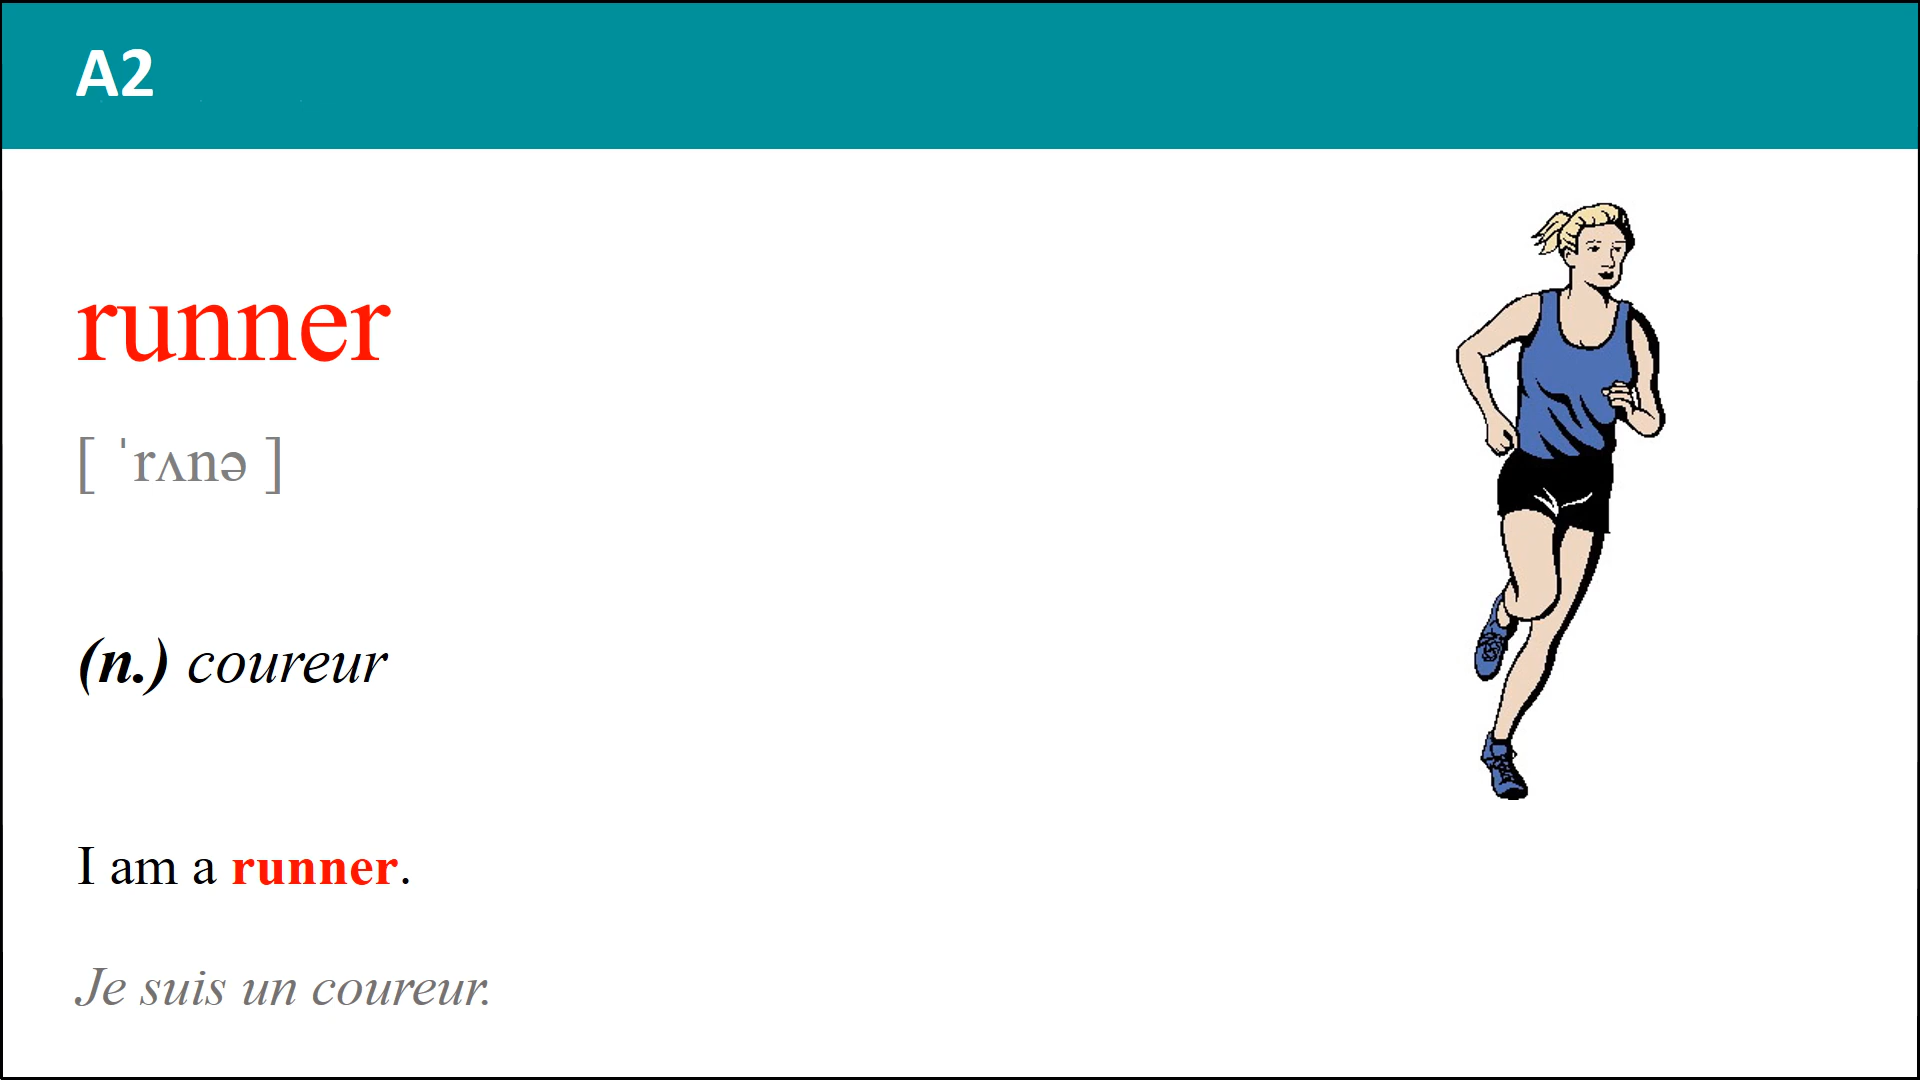 A2
runner
[ ˈrʌnə ]
(n.) coureur
I am a runner.
Je suis un coureur.